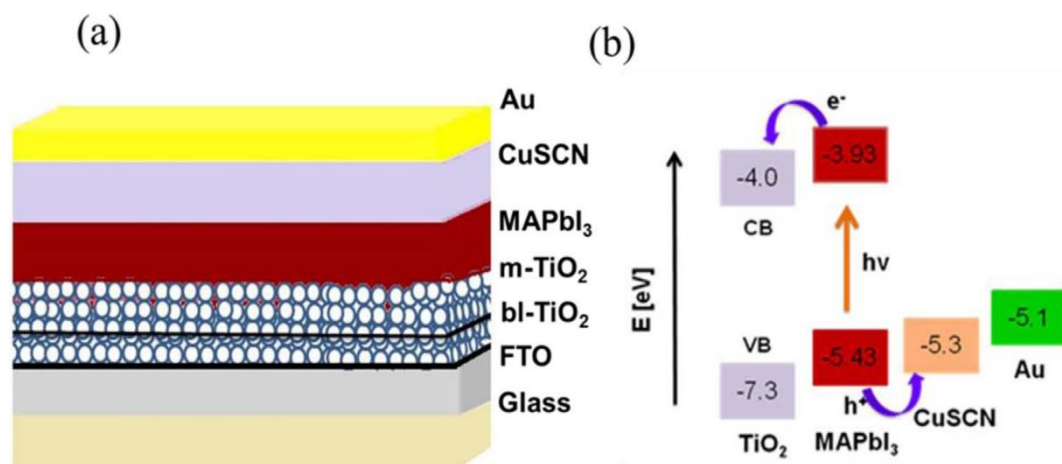 (a)
Au
CuSCN
MAPbI₃
m-TiO₂
bl-TiO₂
FTO
Glass
(b)
e⁻
-3.93
-4.0
CB
hν
E [eV]
-5.1
Au
VB
-5.43
-5.3
-7.3
h⁺
CuSCN
TiO₂
MAPbI₃